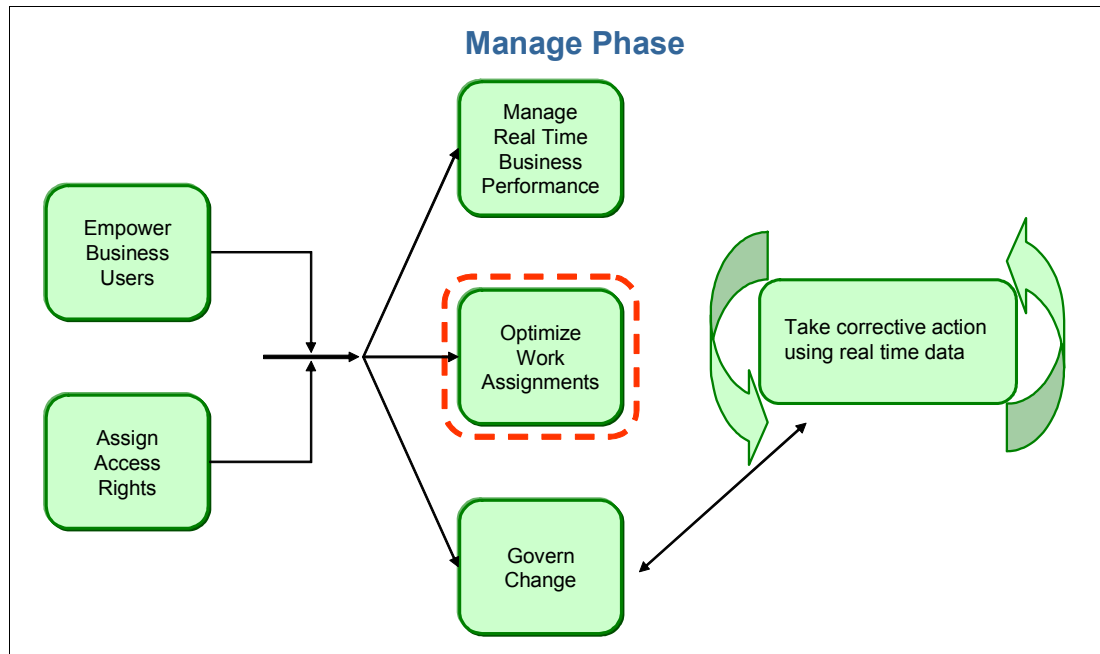 Manage Phase
Manage
Real Time
Business
Performance
Empower
Business
Users
Optimize
Work
Assignments
Take corrective action
using real time data
Assign
Access
Rights
Govern
Change